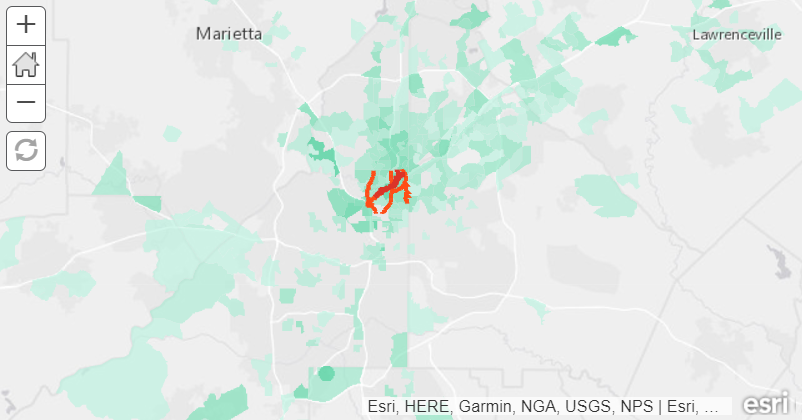 +
Marietta
Lawrenceville
−
Esri, HERE, Garmin, NGA, USGS, NPS | Esri, ...
esri